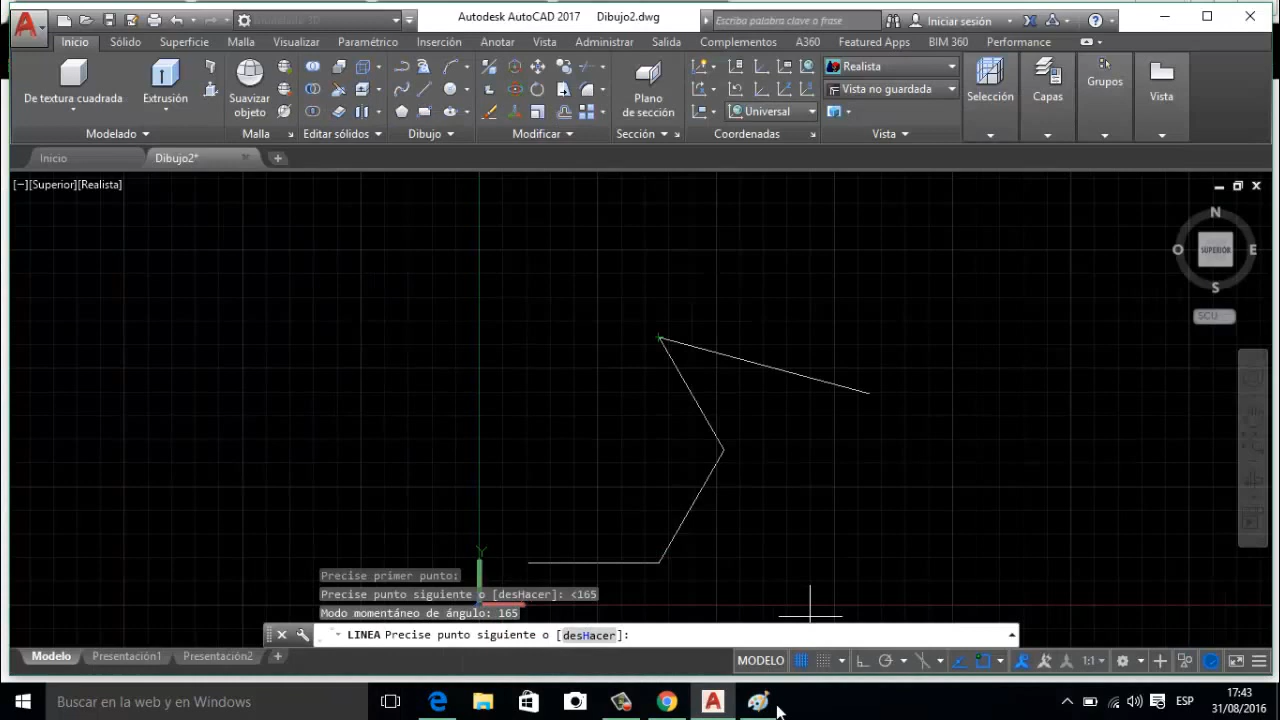 Modelado 3D
Autodesk AutoCAD 2017 Dibujo2.dwg
Escriba palabra clave o frase
Iniciar sesión
Inicio Sólido Superficie Malla Visualizar Paramétrico Inserción Anotar Vista Administrar Salida Complementos A360 Featured Apps BIM 360 Performance
De textura cuadrada
Extrusión
Suavizar objeto
Plano de sección
Realista
Vista no guardada
Universal
Selección
Capas
Grupos
Vista
Modelado Malla Editar sólidos Dibujo Modificar Sección Coordenadas Vista
Inicio Dibujo2*
[−][Superior][Realista]
N
O SUPERIOR E
S
SCU
Y
Precise primer punto:
Precise punto siguiente o [desHacer]: <165
Modo momentáneo de ángulo: 165
LINEA Precise punto siguiente o [desHacer]:
Modelo Presentación1 Presentación2 MODELO 1:1
Buscar en la web y en Windows
ESP
17:43
31/08/2016